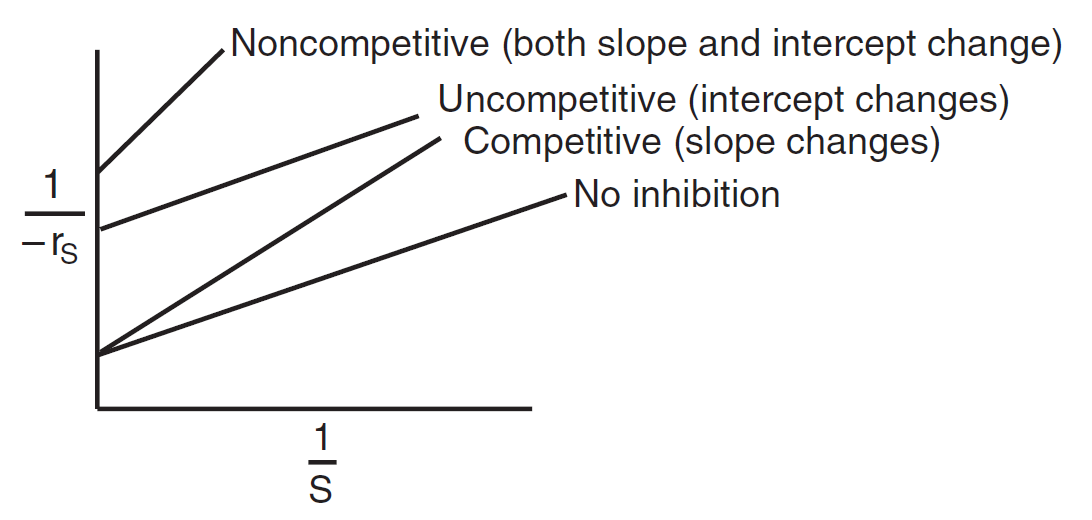 Noncompetitive (both slope and intercept change)
Uncompetitive (intercept changes)
Competitive (slope changes)
1
−rS
No inhibition
1
S